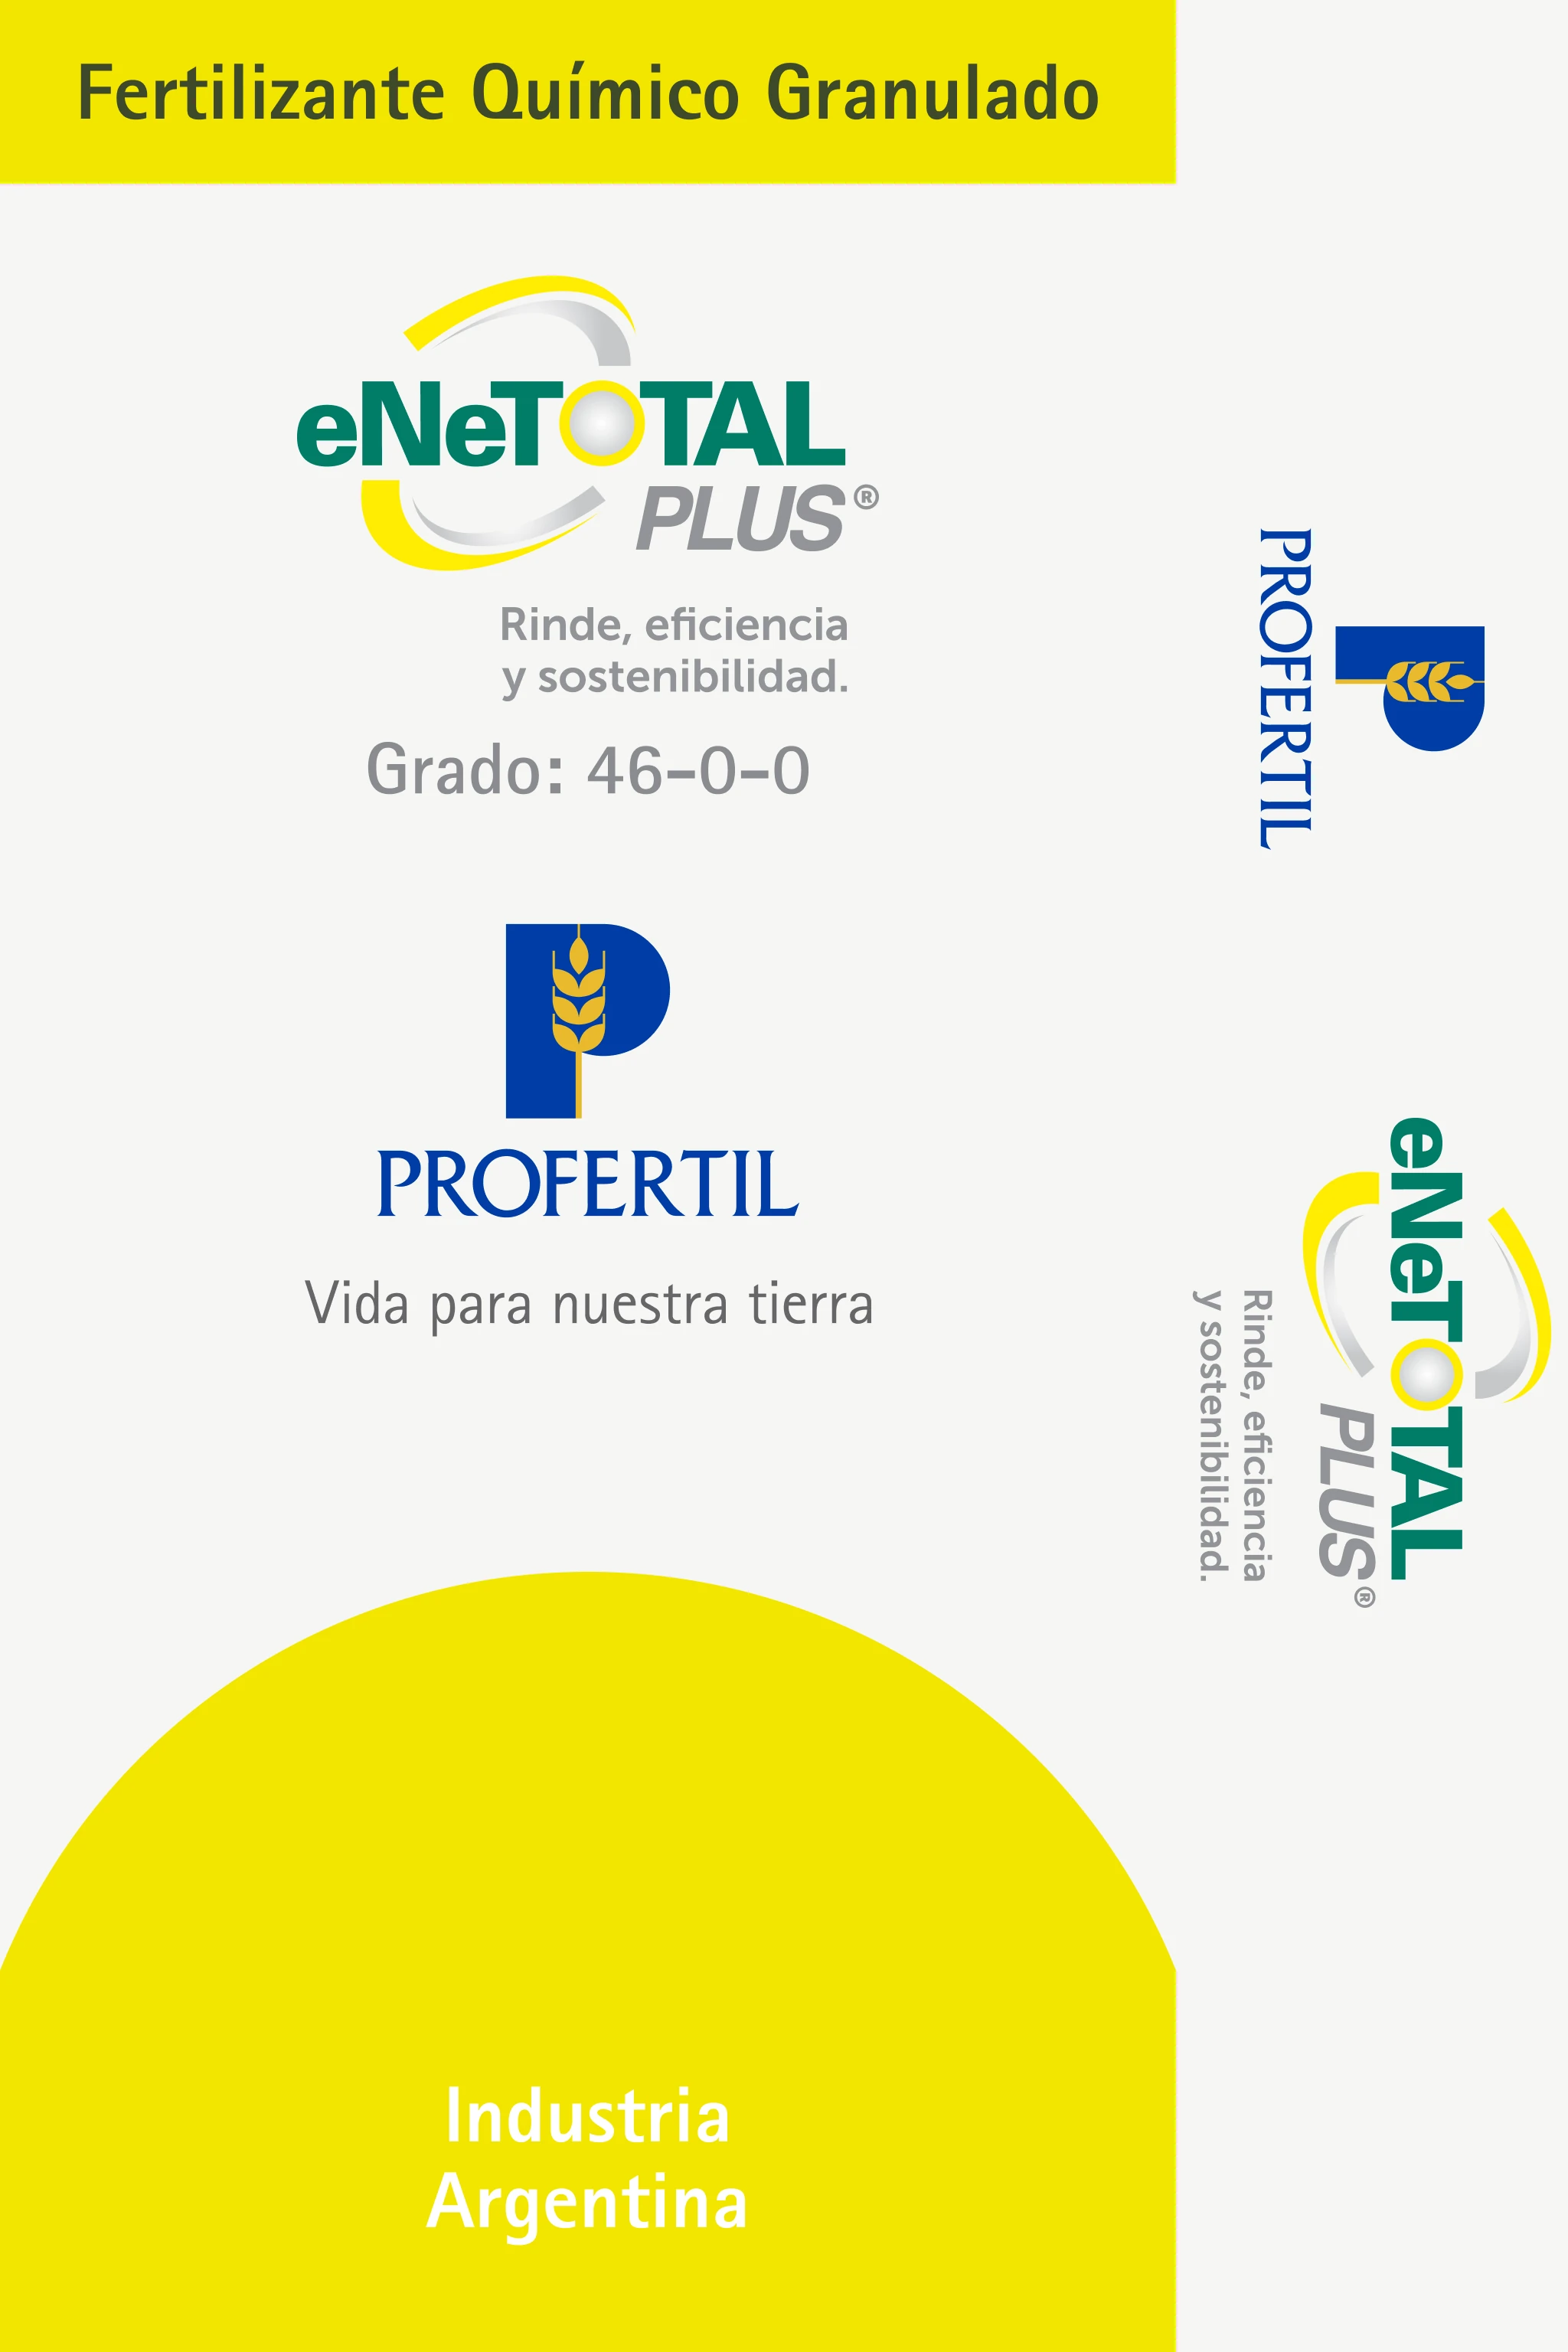 Fertilizante Químico Granulado
eNeTOTAL
PLUS®
Rinde, eficiencia
y sostenibilidad.
Grado: 46-0-0
PROFERTIL
Vida para nuestra tierra
Industria
Argentina
PROFERTIL
eNeTOTAL
PLUS®
Rinde, eficiencia
y sostenibilidad.